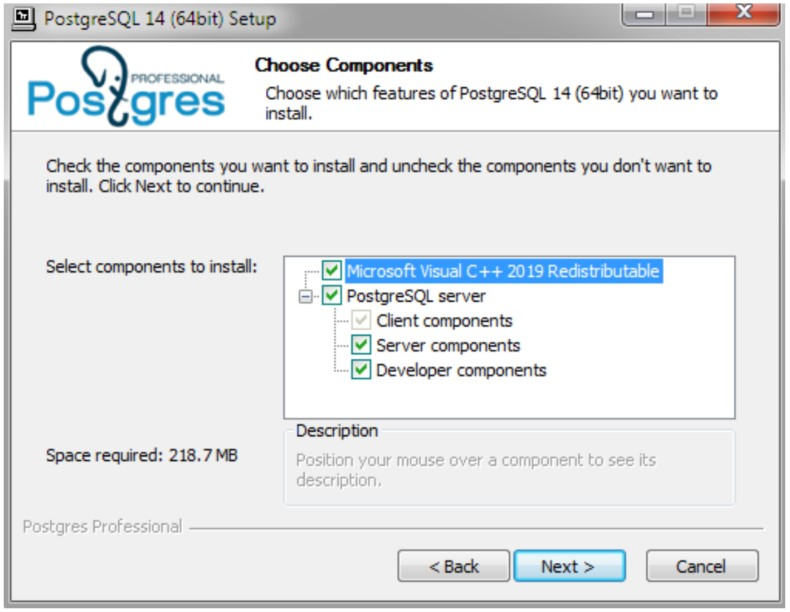 PostgreSQL 14 (64bit) Setup
PROFESSIONAL
Postgres
Choose Components
Choose which features of PostgreSQL 14 (64bit) you want to
install.
Check the components you want to install and uncheck the components you don't want to
install. Click Next to continue.
Select components to install:
Microsoft Visual C++ 2019 Redistributable
PostgreSQL server
Client components
Server components
Developer components
Space required: 218.7 MB
Description
Position your mouse over a component to see its
description.
Postgres Professional
< Back
Next >
Cancel